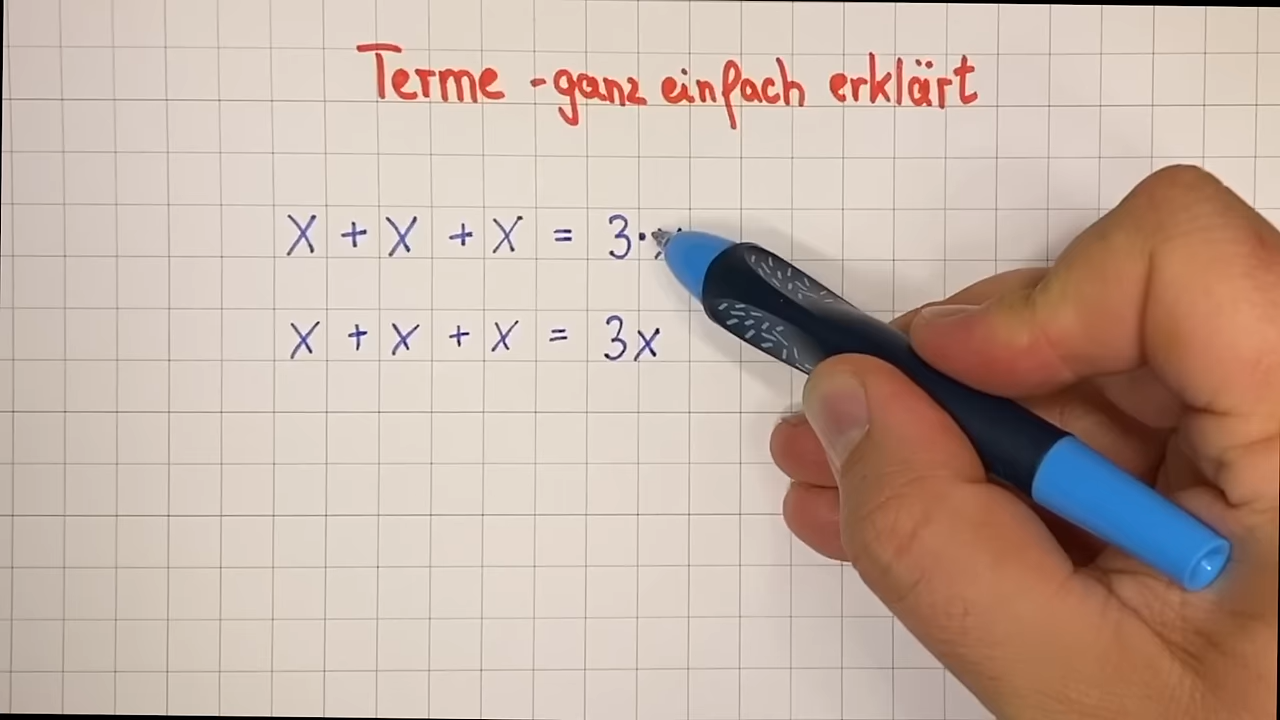 Terme - ganz einfach erklärt
X + X + X = 3·
x + x + x = 3x